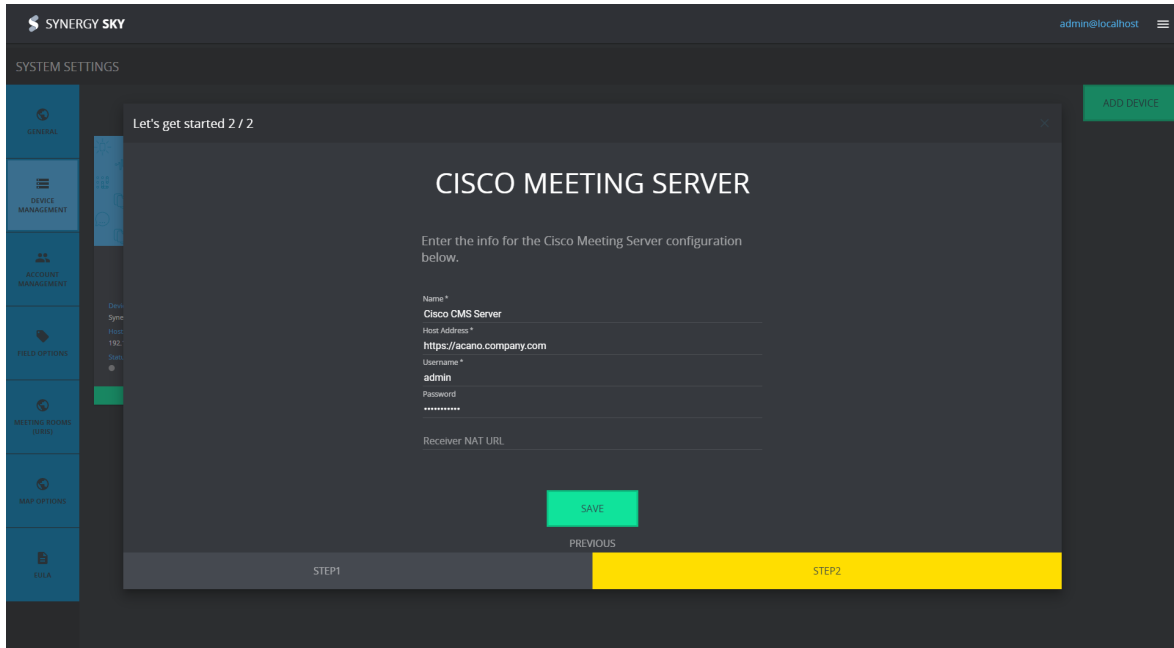 SYNERGY SKY
admin@localhost
SYSTEM SETTINGS
ADD DEVICE
GENERAL
DEVICE
MANAGEMENT
ACCOUNT
MANAGEMENT
FIELD OPTIONS
MEETING ROOMS
(URIS)
MAP OPTIONS
EULA
Syne
192.
Let's get started 2 / 2
×
CISCO MEETING SERVER
Enter the info for the Cisco Meeting Server configuration
below.
Name *
Cisco CMS Server
Host Address *
https://acano.company.com
Username *
admin
Password
•••••••••••
Receiver NAT URL
SAVE
PREVIOUS
STEP1
STEP2